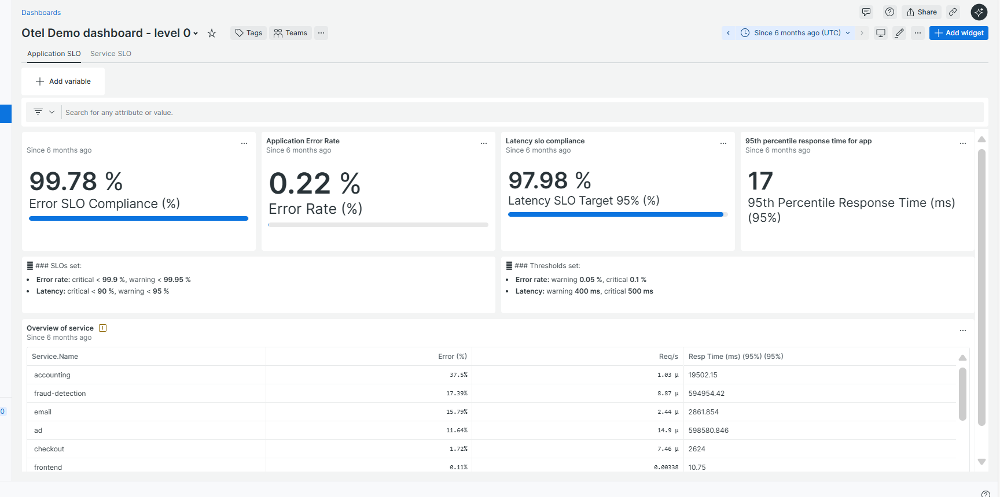 Dashboards
Share
Otel Demo dashboard - level 0
Tags
Teams
Since 6 months ago (UTC)
Add widget
Application SLO
Service SLO
Add variable
Search for any attribute or value.
Since 6 months ago
99.78 %
Error SLO Compliance (%)
Application Error Rate
Since 6 months ago
0.22 %
Error Rate (%)
Latency slo compliance
Since 6 months ago
97.98 %
Latency SLO Target 95% (%)
95th percentile response time for app
Since 6 months ago
17
95th Percentile Response Time (ms)
(95%)
### SLOs set:
• Error rate: critical < 99.9 %, warning < 99.95 %
• Latency: critical < 90 %, warning < 95 %
### Thresholds set:
• Error rate: warning 0.05 %, critical 0.1 %
• Latency: warning 400 ms, critical 500 ms
Overview of service
Since 6 months ago
Service.Name Error (%) Req/s Resp Time (ms) (95%) (95%)
accounting 37.5% 1.03 µ 19502.15
fraud-detection 17.39% 8.87 µ 594954.42
email 15.79% 2.44 µ 2861.854
ad 11.64% 14.9 µ 598580.846
checkout 1.72% 7.46 µ 2624
frontend 0.11% 0.00338 10.75
0